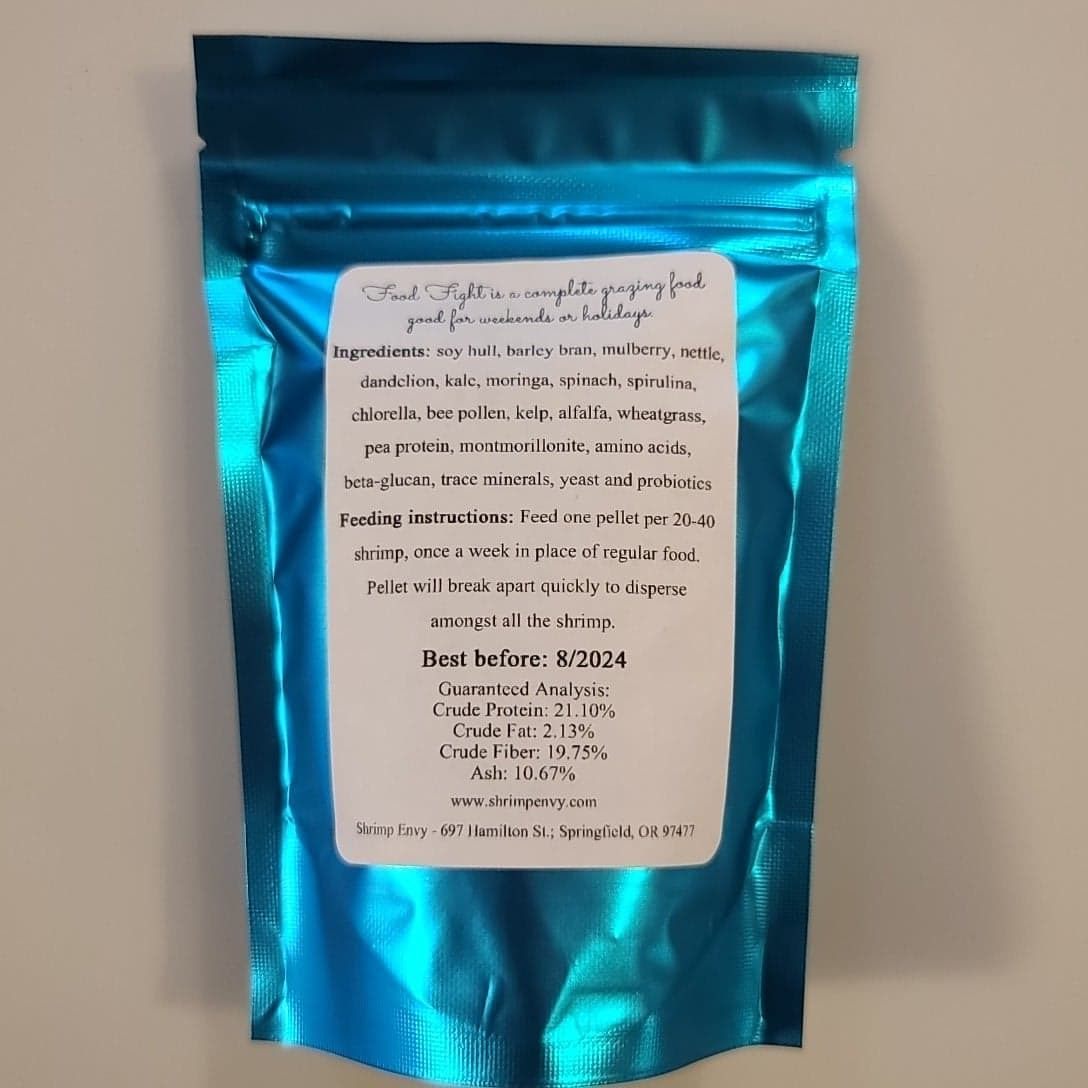 Food Fight is a complete grazing food
good for weekends or holidays.
Ingredients: soy hull, barley bran, mulberry, nettle,
dandelion, kale, moringa, spinach, spirulina,
chlorella, bee pollen, kelp, alfalfa, wheatgrass,
pea protein, montmorillonite, amino acids,
beta-glucan, trace minerals, yeast and probiotics
Feeding instructions: Feed one pellet per 20-40
shrimp, once a week in place of regular food.
Pellet will break apart quickly to disperse
amongst all the shrimp.
Best before: 8/2024
Guaranteed Analysis:
Crude Protein: 21.10%
Crude Fat: 2.13%
Crude Fiber: 19.75%
Ash: 10.67%
www.shrimpenvy.com
Shrimp Envy - 697 Hamilton St.; Springfield, OR 97477